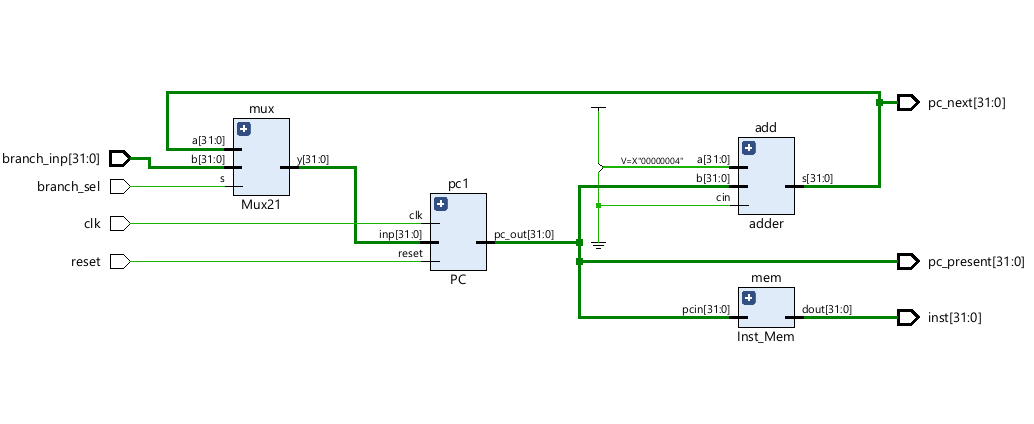 mux
a[31:0]
b[31:0]
s
y[31:0]
Mux21
branch_inp[31:0]
branch_sel
clk
reset
pc1
clk
inp[31:0]
reset
pc_out[31:0]
PC
V=X"00000004"
add
a[31:0]
b[31:0]
cin
s[31:0]
adder
mem
pcin[31:0]
dout[31:0]
Inst_Mem
pc_next[31:0]
pc_present[31:0]
inst[31:0]